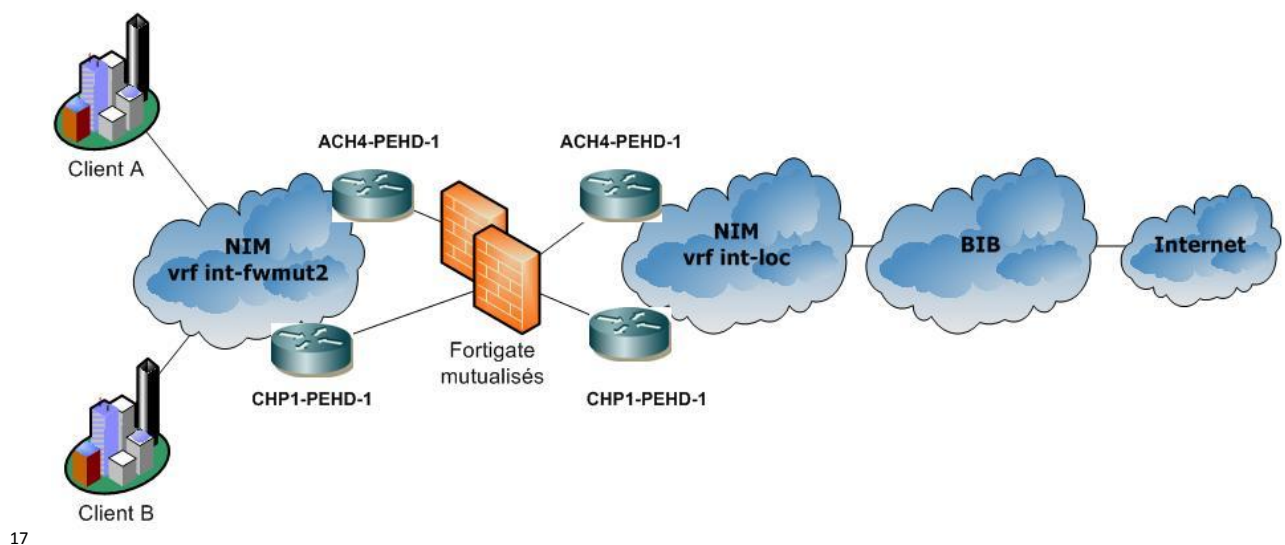 Client A
ACH4-PEHD-1
ACH4-PEHD-1
NIM
vrf int-fwmut2
NIM
vrf int-loc
BIB
Internet
Fortigate
mutualisés
CHP1-PEHD-1
CHP1-PEHD-1
Client B
17